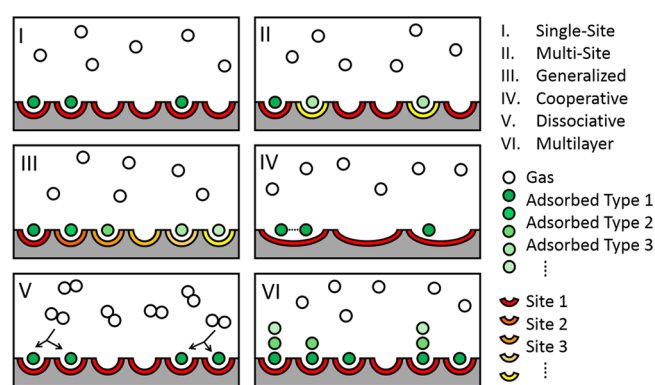 I
II
I. Single-Site
II. Multi-Site
III. Generalized
IV. Cooperative
V. Dissociative
VI. Multilayer
III
IV
Gas
Adsorbed Type 1
Adsorbed Type 2
Adsorbed Type 3
V
VI
Site 1
Site 2
Site 3